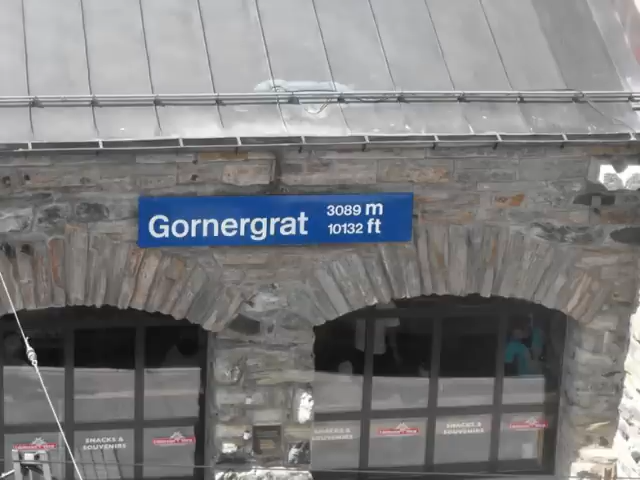 Gornergrat
3089 m
10132 ft
SNACKS &
SOUVENIRS
SNACKS &
SOUVENIRS
SNACKS &
SOUVENIRS